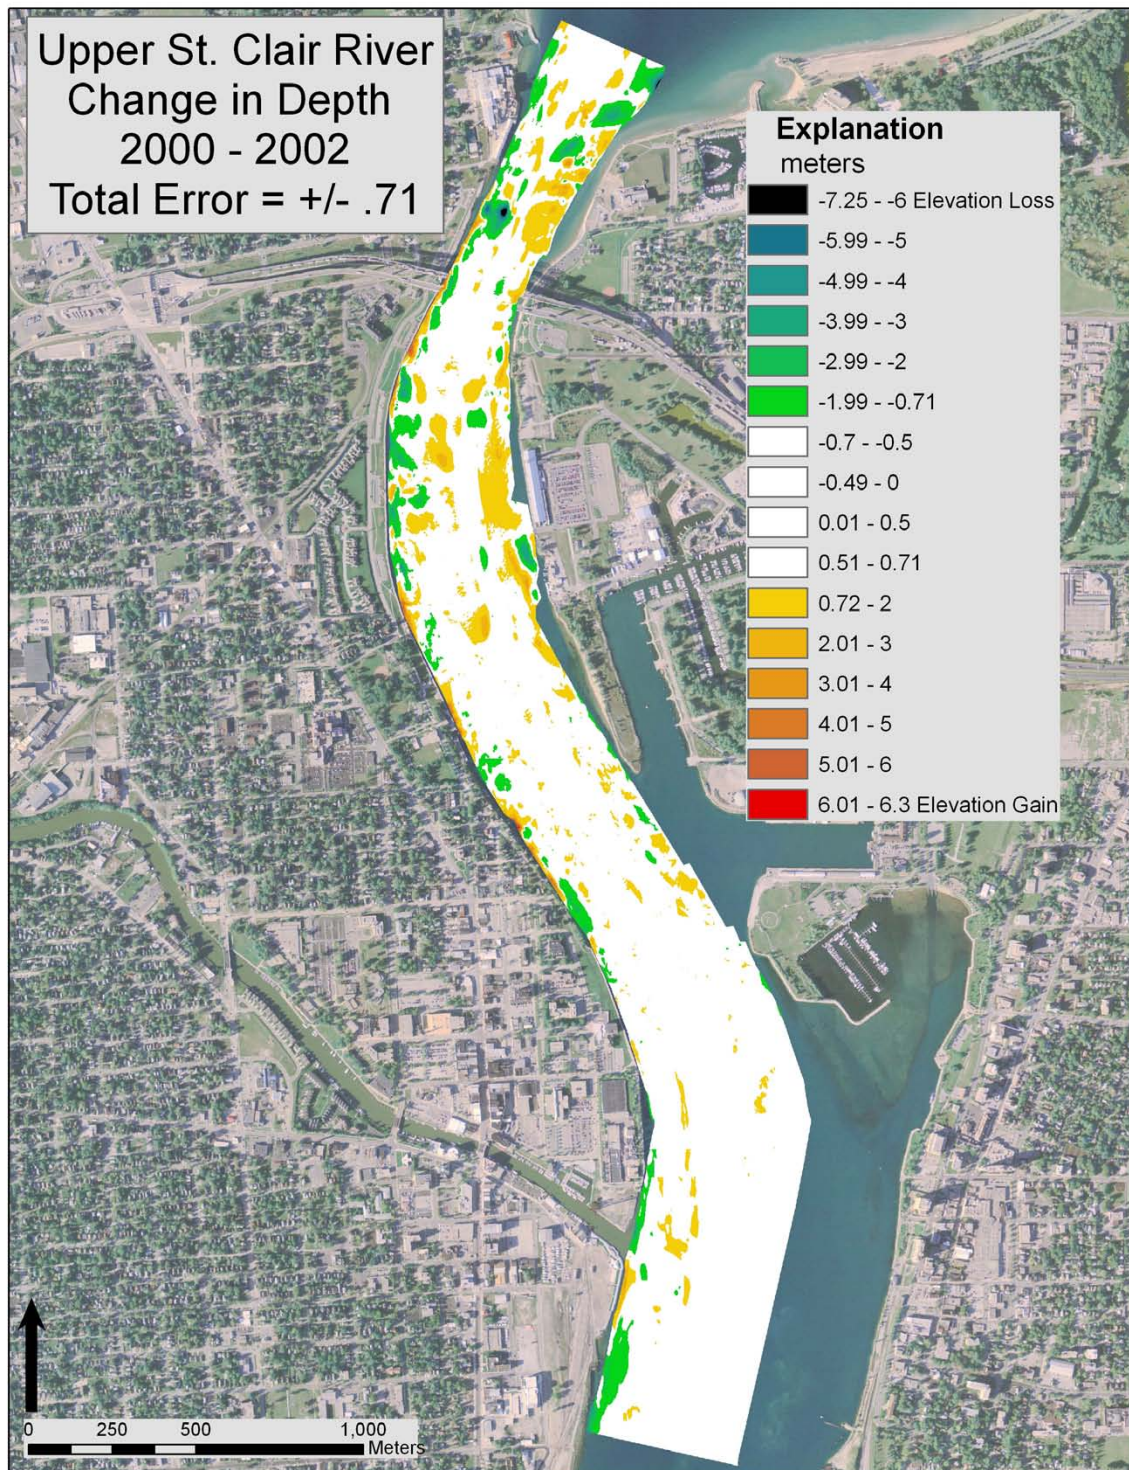 Upper St. Clair River
Change in Depth
2000 - 2002
Total Error = +/- .71
Explanation
meters
-7.25 - -6 Elevation Loss
-5.99 - -5
-4.99 - -4
-3.99 - -3
-2.99 - -2
-1.99 - -0.71
-0.7 - -0.5
-0.49 - 0
0.01 - 0.5
0.51 - 0.71
0.72 - 2
2.01 - 3
3.01 - 4
4.01 - 5
5.01 - 6
6.01 - 6.3 Elevation Gain
0 250 500 1,000
Meters